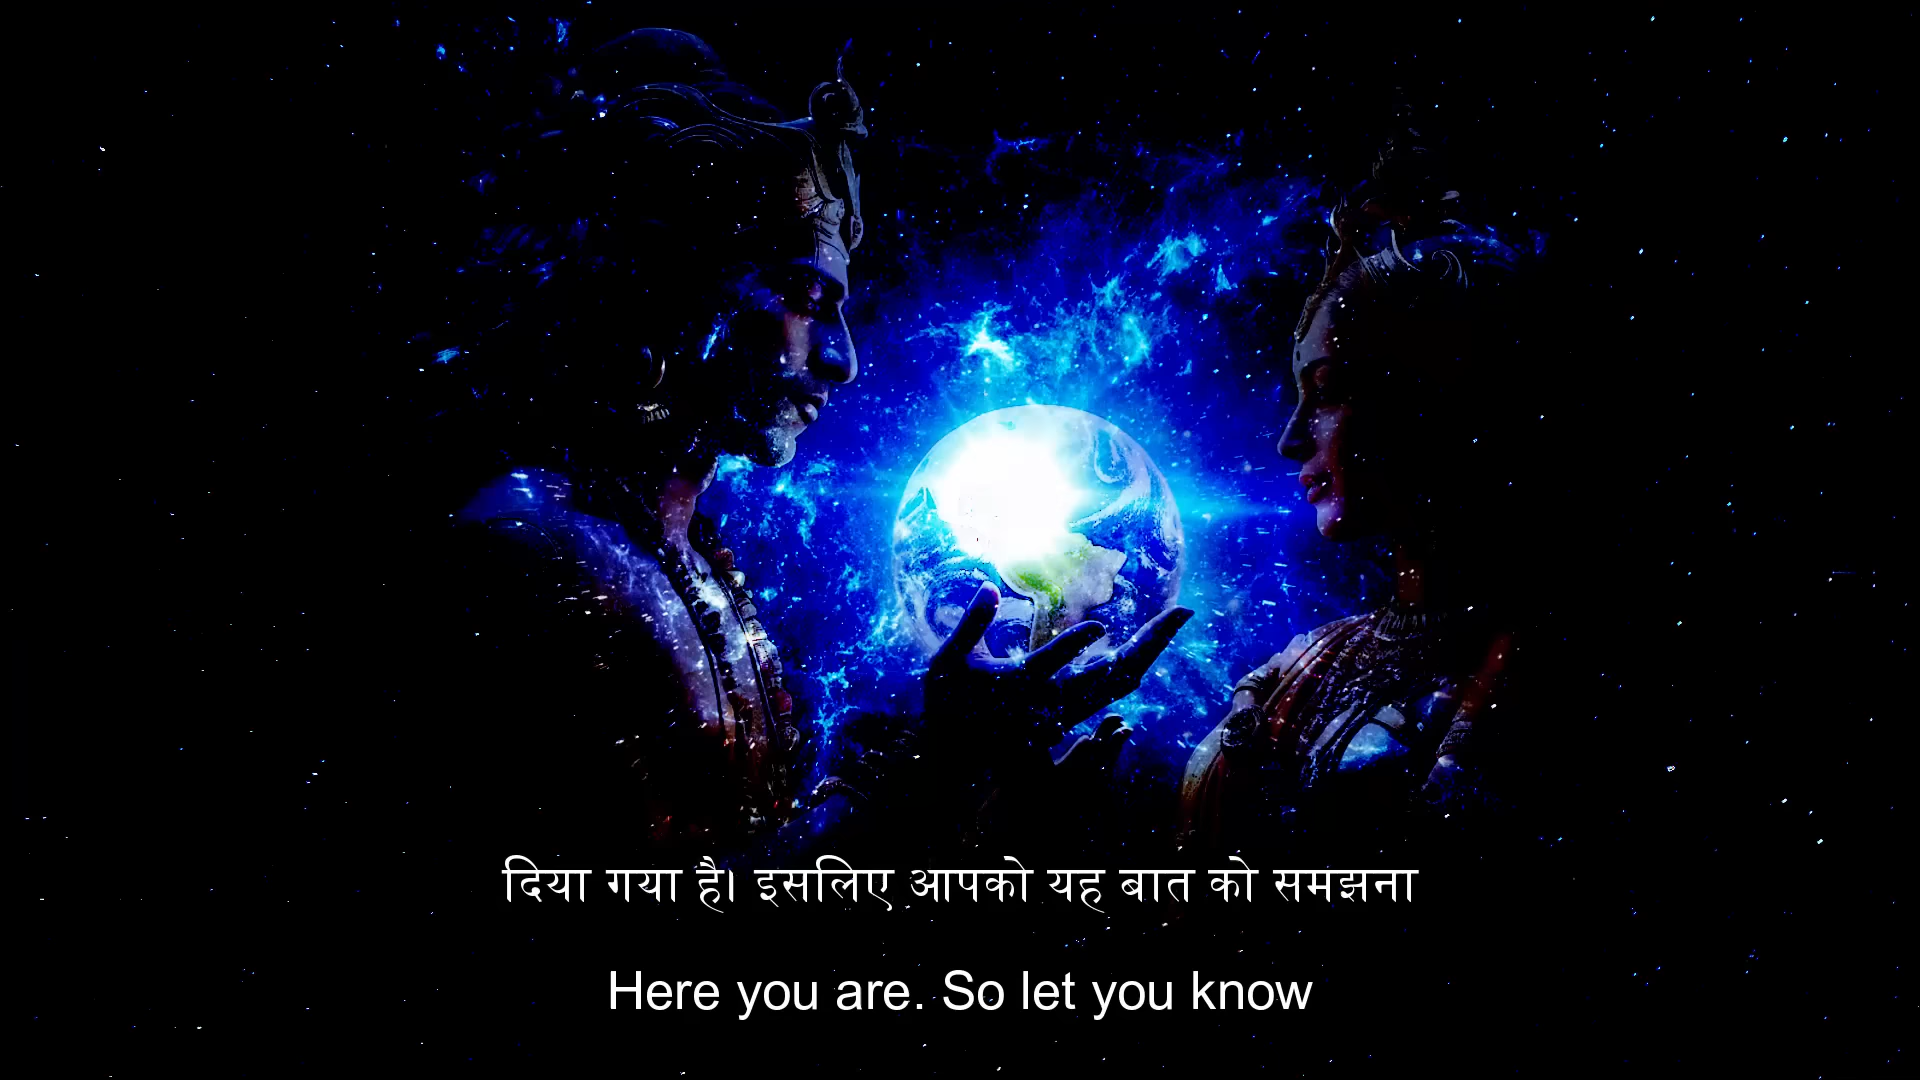 दिया गया है। इसलिए आपको यह बात को समझना
Here you are. So let you know